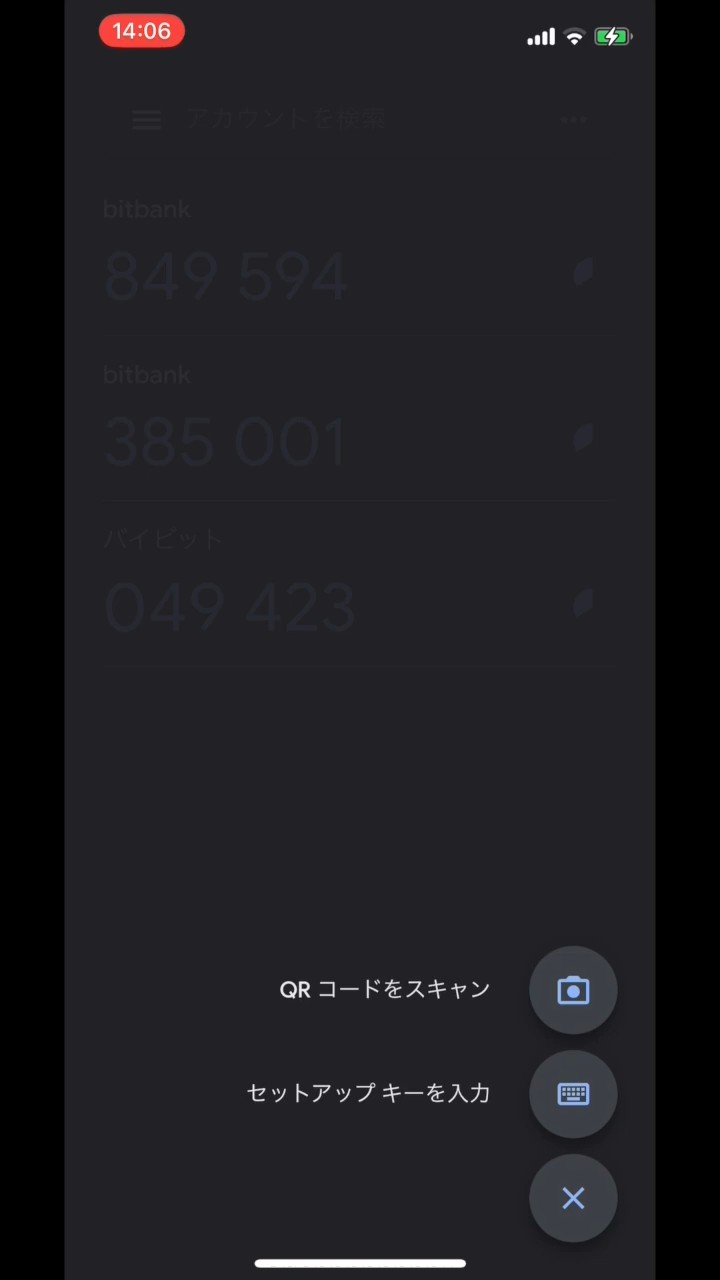 14:06
アカウントを検索
bitbank
849 594
bitbank
385 001
バイビット
049 423
QR コードをスキャン
セットアップ キーを入力